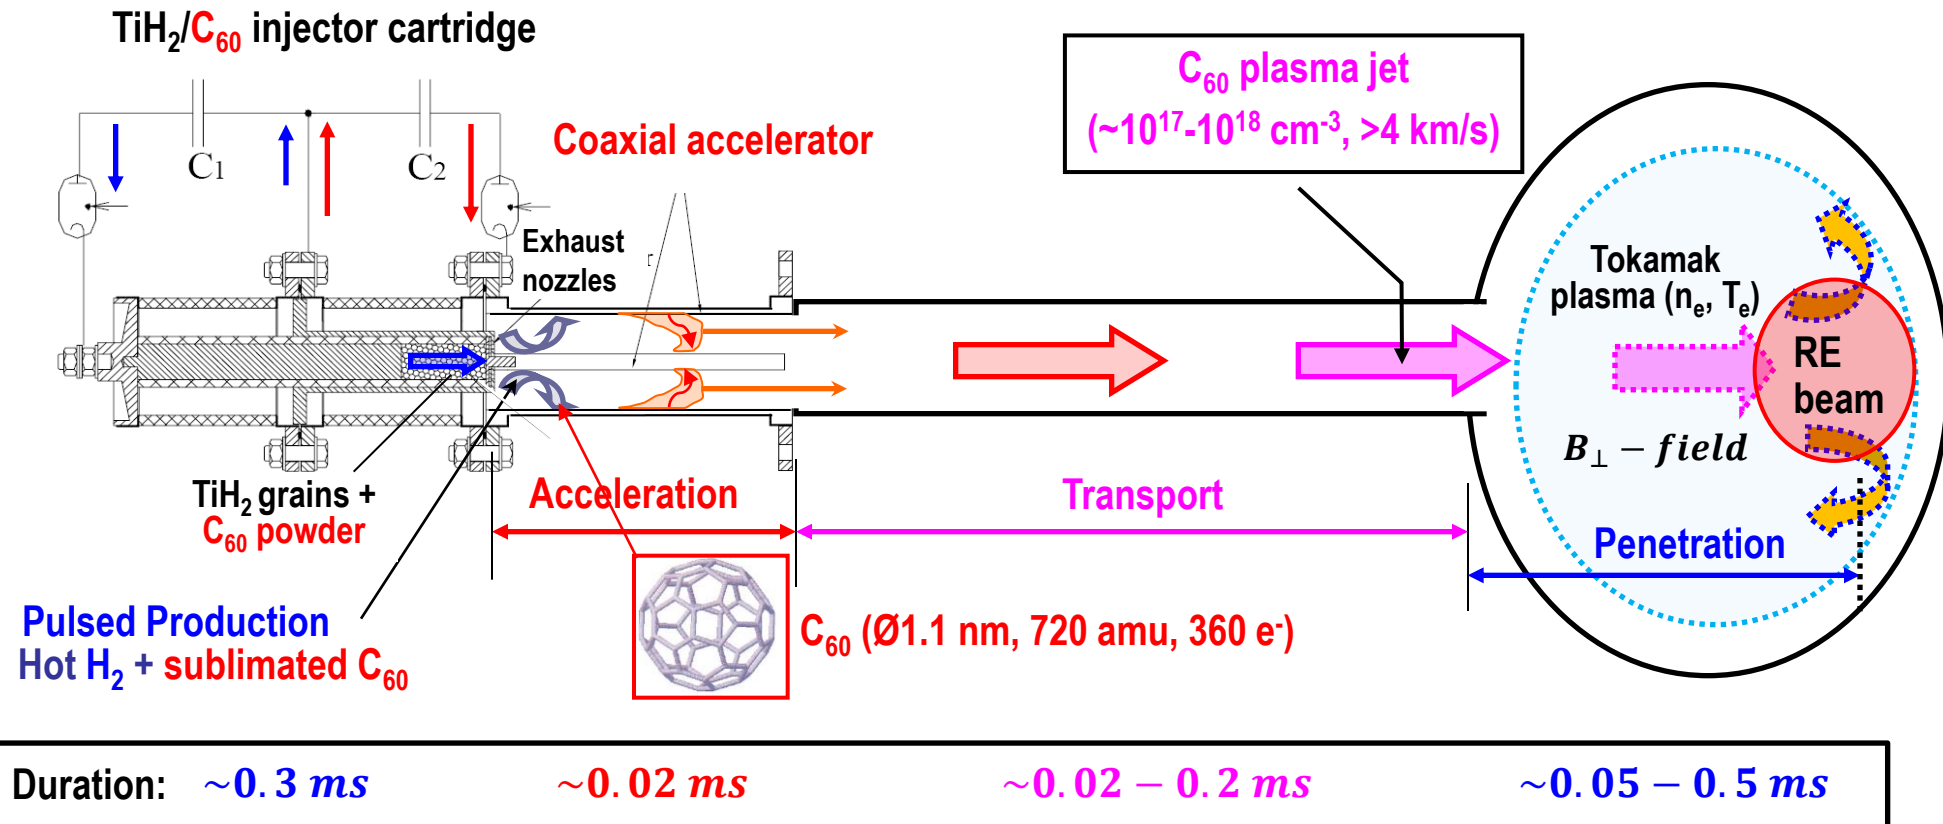 TiH₂/C₆₀ injector cartridge
C₆₀ plasma jet
(~10¹⁷-10¹⁸ cm⁻³, >4 km/s)
Coaxial accelerator
C1
C2
Exhaust
nozzles
r
Tokamak
plasma (nₑ, Tₑ)
RE
beam
B⊥ − field
TiH₂ grains +
C₆₀ powder
Acceleration
Transport
Penetration
Pulsed Production
Hot H₂ + sublimated C₆₀
C₆₀ (Ø1.1 nm, 720 amu, 360 e⁻)
Duration: ~0.3 ms ~0.02 ms ~0.02 − 0.2 ms ~0.05 − 0.5 ms